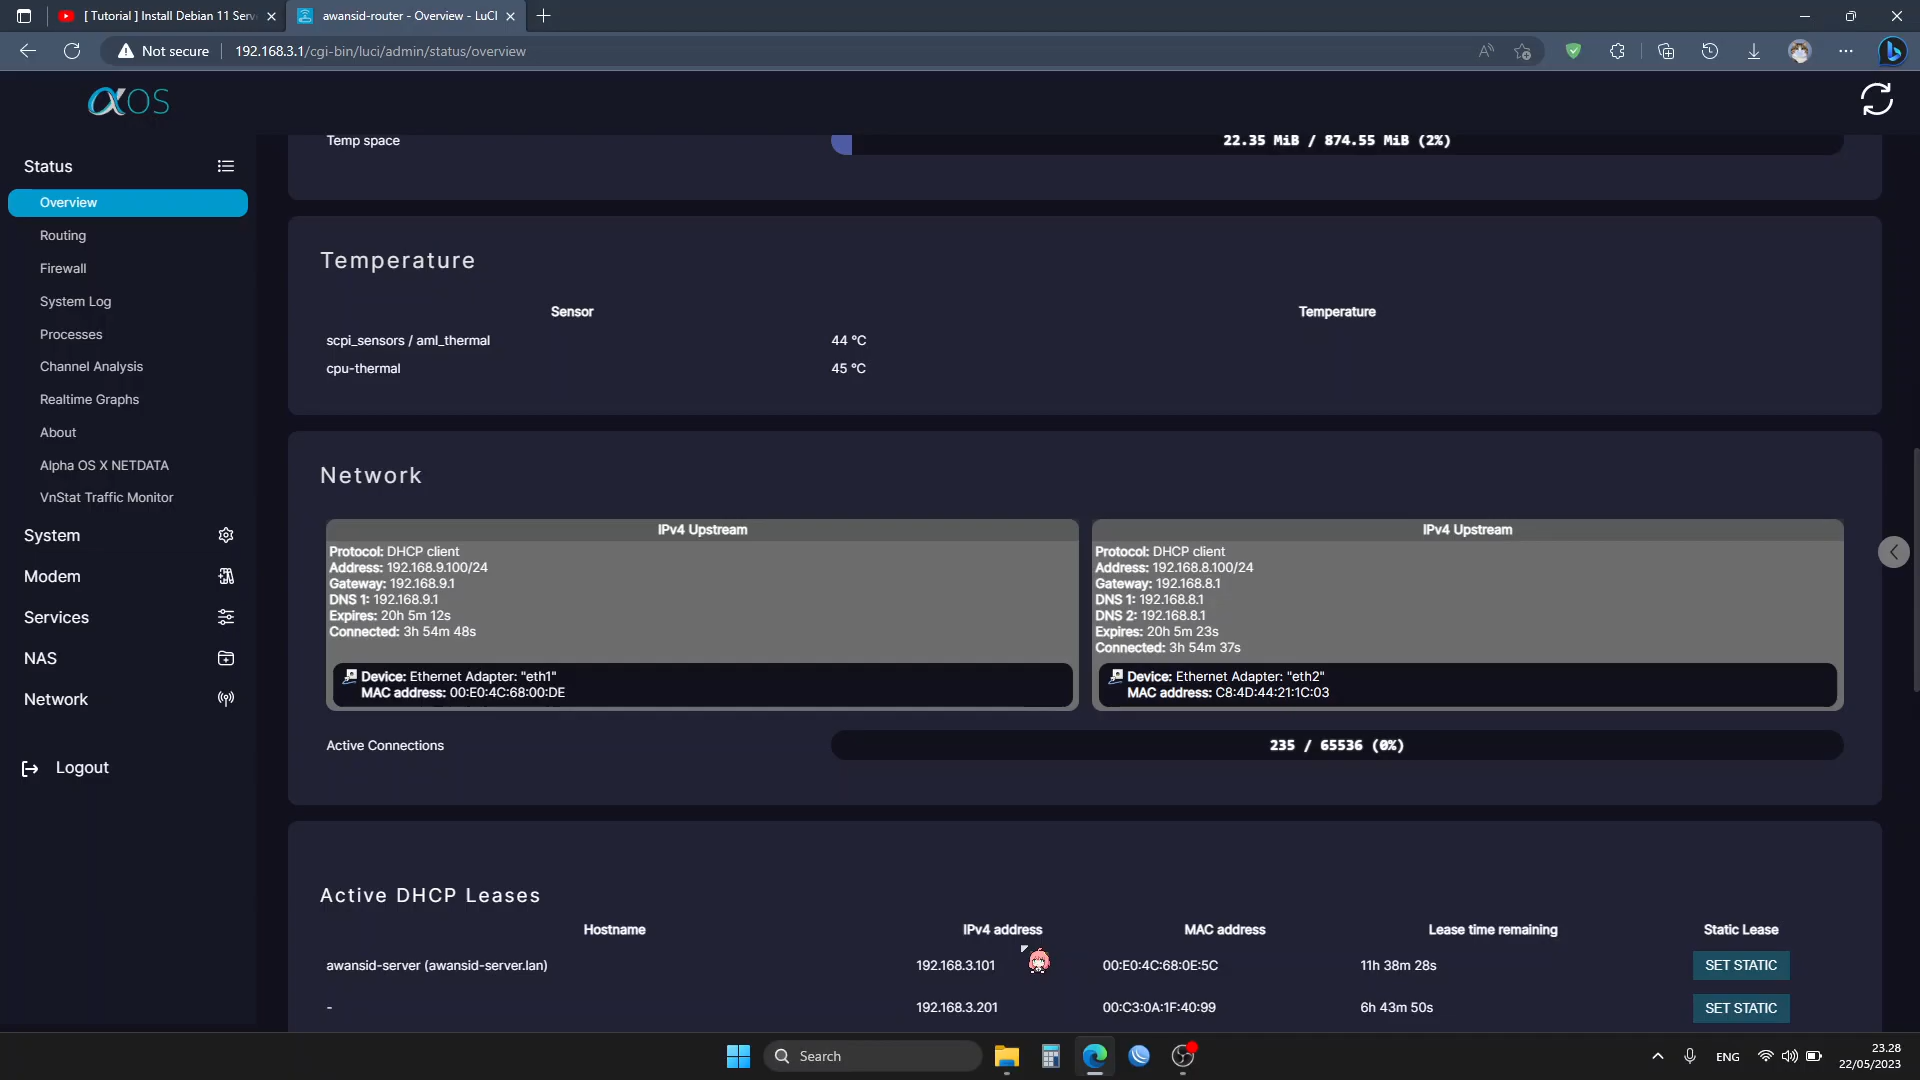 [ Tutorial ] Install Debian 11 Serv
awansid-router - Overview - LuCI
Not secure
192.168.3.1/cgi-bin/luci/admin/status/overview
αOS
Status
Overview
Routing
Firewall
System Log
Processes
Channel Analysis
Realtime Graphs
About
Alpha OS X NETDATA
VnStat Traffic Monitor
System
Modem
Services
NAS
Network
Logout
Temp space
22.35 MiB / 874.55 MiB (2%)
Temperature
Sensor Temperature
scpi_sensors / aml_thermal 44 °C
cpu-thermal 45 °C
Network
IPv4 Upstream
Protocol: DHCP client
Address: 192.168.9.100/24
Gateway: 192.168.9.1
DNS 1: 192.168.9.1
Expires: 20h 5m 12s
Connected: 3h 54m 48s
Device: Ethernet Adapter: "eth1"
MAC address: 00:E0:4C:68:00:DE
IPv4 Upstream
Protocol: DHCP client
Address: 192.168.8.100/24
Gateway: 192.168.8.1
DNS 1: 192.168.8.1
DNS 2: 192.168.8.1
Expires: 20h 5m 23s
Connected: 3h 54m 37s
Device: Ethernet Adapter: "eth2"
MAC address: C8:4D:44:21:1C:03
Active Connections
235 / 65536 (0%)
Active DHCP Leases
Hostname IPv4 address MAC address Lease time remaining Static Lease
awansid-server (awansid-server.lan) 192.168.3.101 00:E0:4C:68:0E:5C 11h 38m 28s SET STATIC
- 192.168.3.201 00:C3:0A:1F:40:99 6h 43m 50s SET STATIC
Search
ENG
23.28
22/05/2023